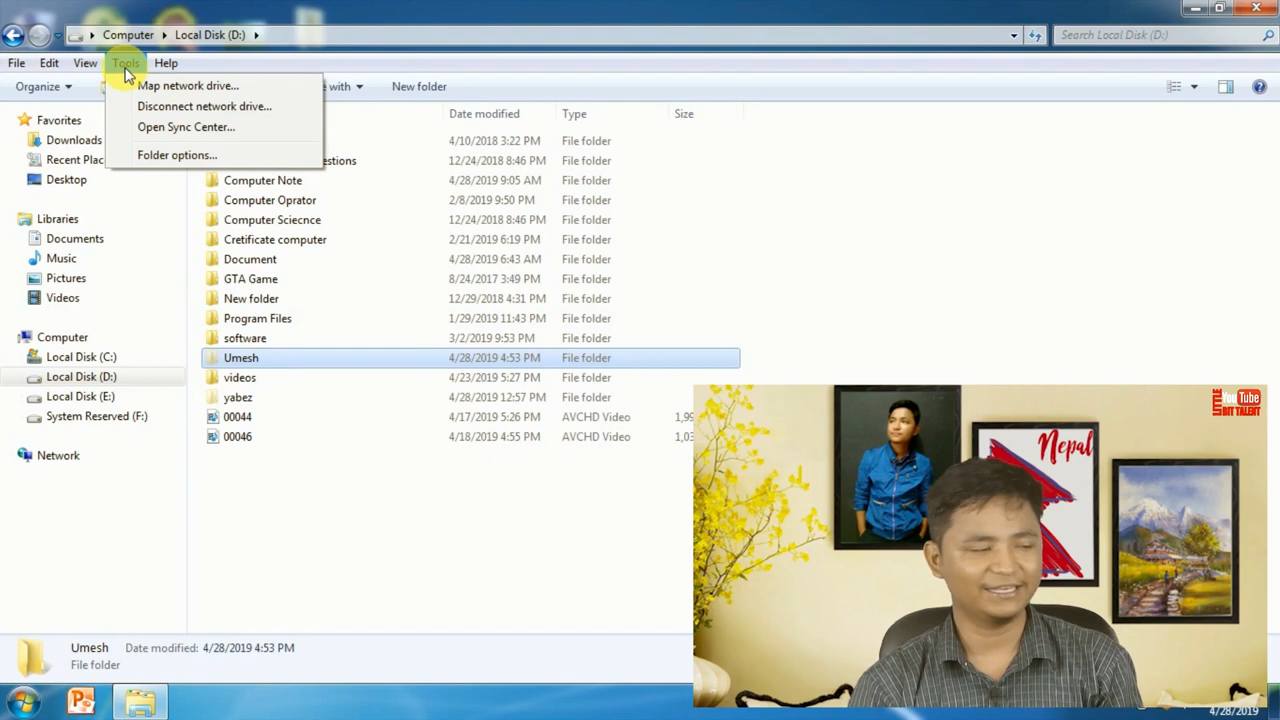 Computer Local Disk (D:)
Search Local Disk (D:)
File Edit View Tools Help
Organize with New folder
Map network drive...
Disconnect network drive...
Open Sync Center...
Folder options...
Favorites
Downloads
Recent Plac
Desktop
Libraries
Documents
Music
Pictures
Videos
Computer
Local Disk (C:)
Local Disk (D:)
Local Disk (E:)
System Reserved (F:)
Network
Date modified Type Size
4/10/2018 3:22 PM File folder
estions 12/24/2018 8:46 PM File folder
Computer Note 4/28/2019 9:05 AM File folder
Computer Oprator 2/8/2019 9:50 PM File folder
Computer Sciecnce 12/24/2018 8:46 PM File folder
Cretificate computer 2/21/2019 6:19 PM File folder
Document 4/28/2019 6:43 AM File folder
GTA Game 8/24/2017 3:49 PM File folder
New folder 12/29/2018 4:31 PM File folder
Program Files 1/29/2019 11:43 PM File folder
software 3/2/2019 9:53 PM File folder
Umesh 4/28/2019 4:53 PM File folder
videos 4/23/2019 5:27 PM File folder
yabez 4/28/2019 12:57 PM File folder
00044 4/17/2019 5:26 PM AVCHD Video 1,99
00046 4/18/2019 4:55 PM AVCHD Video 1,03
LITTLE YouTube
BIT TALENT
Nepal
Umesh Date modified: 4/28/2019 4:53 PM
File folder
4/28/2019